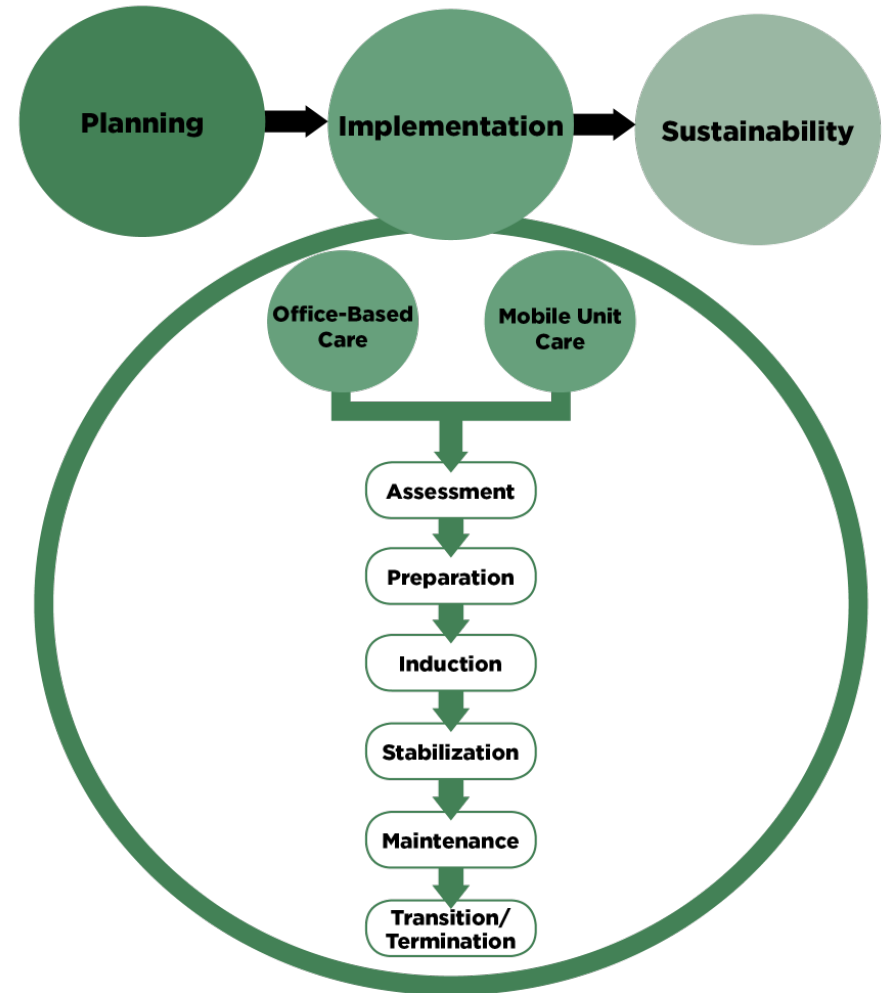 Planning
Implementation
Sustainability
Office-Based
Care
Mobile Unit
Care
Assessment
Preparation
Induction
Stabilization
Maintenance
Transition/
Termination